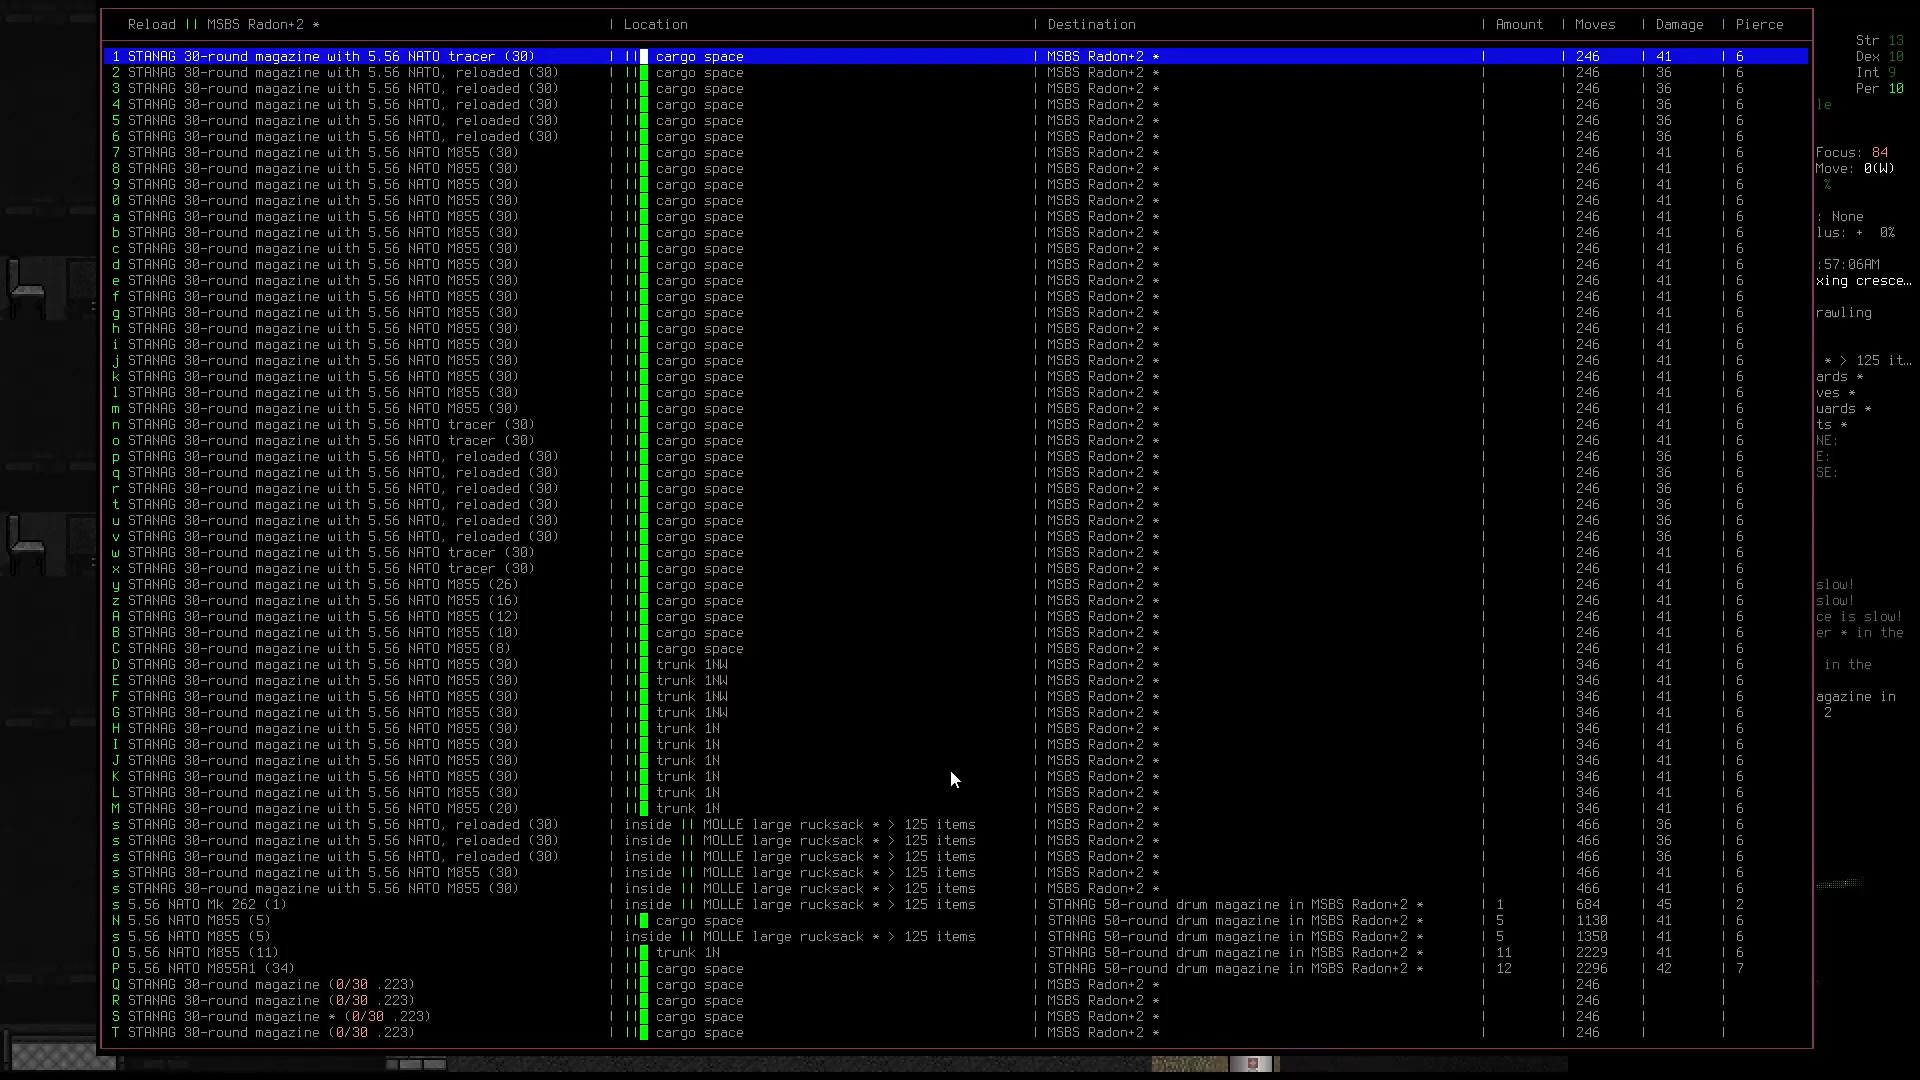 Reload || MSBS Radon+2 * | Location | Destination | Amount | Moves | Damage | Pierce
1 STANAG 30-round magazine with 5.56 NATO tracer (30) | || cargo space | MSBS Radon+2 * | | 246 | 41 | 6
2 STANAG 30-round magazine with 5.56 NATO, reloaded (30) | || cargo space | MSBS Radon+2 * | | 246 | 36 | 6
3 STANAG 30-round magazine with 5.56 NATO, reloaded (30) | || cargo space | MSBS Radon+2 * | | 246 | 36 | 6
4 STANAG 30-round magazine with 5.56 NATO, reloaded (30) | || cargo space | MSBS Radon+2 * | | 246 | 36 | 6
5 STANAG 30-round magazine with 5.56 NATO, reloaded (30) | || cargo space | MSBS Radon+2 * | | 246 | 36 | 6
6 STANAG 30-round magazine with 5.56 NATO, reloaded (30) | || cargo space | MSBS Radon+2 * | | 246 | 36 | 6
7 STANAG 30-round magazine with 5.56 NATO M855 (30) | || cargo space | MSBS Radon+2 * | | 246 | 41 | 6
8 STANAG 30-round magazine with 5.56 NATO M855 (30) | || cargo space | MSBS Radon+2 * | | 246 | 41 | 6
9 STANAG 30-round magazine with 5.56 NATO M855 (30) | || cargo space | MSBS Radon+2 * | | 246 | 41 | 6
0 STANAG 30-round magazine with 5.56 NATO M855 (30) | || cargo space | MSBS Radon+2 * | | 246 | 41 | 6
a STANAG 30-round magazine with 5.56 NATO M855 (30) | || cargo space | MSBS Radon+2 * | | 246 | 41 | 6
b STANAG 30-round magazine with 5.56 NATO M855 (30) | || cargo space | MSBS Radon+2 * | | 246 | 41 | 6
c STANAG 30-round magazine with 5.56 NATO M855 (30) | || cargo space | MSBS Radon+2 * | | 246 | 41 | 6
d STANAG 30-round magazine with 5.56 NATO M855 (30) | || cargo space | MSBS Radon+2 * | | 246 | 41 | 6
e STANAG 30-round magazine with 5.56 NATO M855 (30) | || cargo space | MSBS Radon+2 * | | 246 | 41 | 6
f STANAG 30-round magazine with 5.56 NATO M855 (30) | || cargo space | MSBS Radon+2 * | | 246 | 41 | 6
g STANAG 30-round magazine with 5.56 NATO M855 (30) | || cargo space | MSBS Radon+2 * | | 246 | 41 | 6
h STANAG 30-round magazine with 5.56 NATO M855 (30) | || cargo space | MSBS Radon+2 * | | 246 | 41 | 6
i STANAG 30-round magazine with 5.56 NATO M855 (30) | || cargo space | MSBS Radon+2 * | | 246 | 41 | 6
j STANAG 30-round magazine with 5.56 NATO M855 (30) | || cargo space | MSBS Radon+2 * | | 246 | 41 | 6
k STANAG 30-round magazine with 5.56 NATO M855 (30) | || cargo space | MSBS Radon+2 * | | 246 | 41 | 6
l STANAG 30-round magazine with 5.56 NATO M855 (30) | || cargo space | MSBS Radon+2 * | | 246 | 41 | 6
m STANAG 30-round magazine with 5.56 NATO M855 (30) | || cargo space | MSBS Radon+2 * | | 246 | 41 | 6
n STANAG 30-round magazine with 5.56 NATO tracer (30) | || cargo space | MSBS Radon+2 * | | 246 | 41 | 6
o STANAG 30-round magazine with 5.56 NATO tracer (30) | || cargo space | MSBS Radon+2 * | | 246 | 41 | 6
p STANAG 30-round magazine with 5.56 NATO, reloaded (30) | || cargo space | MSBS Radon+2 * | | 246 | 36 | 6
q STANAG 30-round magazine with 5.56 NATO, reloaded (30) | || cargo space | MSBS Radon+2 * | | 246 | 36 | 6
r STANAG 30-round magazine with 5.56 NATO, reloaded (30) | || cargo space | MSBS Radon+2 * | | 246 | 36 | 6
t STANAG 30-round magazine with 5.56 NATO, reloaded (30) | || cargo space | MSBS Radon+2 * | | 246 | 36 | 6
u STANAG 30-round magazine with 5.56 NATO, reloaded (30) | || cargo space | MSBS Radon+2 * | | 246 | 36 | 6
v STANAG 30-round magazine with 5.56 NATO, reloaded (30) | || cargo space | MSBS Radon+2 * | | 246 | 36 | 6
w STANAG 30-round magazine with 5.56 NATO tracer (30) | || cargo space | MSBS Radon+2 * | | 246 | 41 | 6
x STANAG 30-round magazine with 5.56 NATO tracer (30) | || cargo space | MSBS Radon+2 * | | 246 | 41 | 6
y STANAG 30-round magazine with 5.56 NATO M855 (26) | || cargo space | MSBS Radon+2 * | | 246 | 41 | 6
z STANAG 30-round magazine with 5.56 NATO M855 (16) | || cargo space | MSBS Radon+2 * | | 246 | 41 | 6
A STANAG 30-round magazine with 5.56 NATO M855 (12) | || cargo space | MSBS Radon+2 * | | 246 | 41 | 6
B STANAG 30-round magazine with 5.56 NATO M855 (10) | || cargo space | MSBS Radon+2 * | | 246 | 41 | 6
C STANAG 30-round magazine with 5.56 NATO M855 (8) | || cargo space | MSBS Radon+2 * | | 246 | 41 | 6
D STANAG 30-round magazine with 5.56 NATO M855 (30) | || trunk 1NW | MSBS Radon+2 * | | 346 | 41 | 6
E STANAG 30-round magazine with 5.56 NATO M855 (30) | || trunk 1NW | MSBS Radon+2 * | | 346 | 41 | 6
F STANAG 30-round magazine with 5.56 NATO M855 (30) | || trunk 1NW | MSBS Radon+2 * | | 346 | 41 | 6
G STANAG 30-round magazine with 5.56 NATO M855 (30) | || trunk 1NW | MSBS Radon+2 * | | 346 | 41 | 6
H STANAG 30-round magazine with 5.56 NATO M855 (30) | || trunk 1N | MSBS Radon+2 * | | 346 | 41 | 6
I STANAG 30-round magazine with 5.56 NATO M855 (30) | || trunk 1N | MSBS Radon+2 * | | 346 | 41 | 6
J STANAG 30-round magazine with 5.56 NATO M855 (30) | || trunk 1N | MSBS Radon+2 * | | 346 | 41 | 6
K STANAG 30-round magazine with 5.56 NATO M855 (30) | || trunk 1N | MSBS Radon+2 * | | 346 | 41 | 6
L STANAG 30-round magazine with 5.56 NATO M855 (30) | || trunk 1N | MSBS Radon+2 * | | 346 | 41 | 6
M STANAG 30-round magazine with 5.56 NATO M855 (20) | || trunk 1N | MSBS Radon+2 * | | 346 | 41 | 6
s STANAG 30-round magazine with 5.56 NATO, reloaded (30) | inside || MOLLE large rucksack * > 125 items | MSBS Radon+2 * | | 466 | 36 | 6
s STANAG 30-round magazine with 5.56 NATO, reloaded (30) | inside || MOLLE large rucksack * > 125 items | MSBS Radon+2 * | | 466 | 36 | 6
s STANAG 30-round magazine with 5.56 NATO, reloaded (30) | inside || MOLLE large rucksack * > 125 items | MSBS Radon+2 * | | 466 | 36 | 6
s STANAG 30-round magazine with 5.56 NATO M855 (30) | inside || MOLLE large rucksack * > 125 items | MSBS Radon+2 * | | 466 | 41 | 6
s STANAG 30-round magazine with 5.56 NATO M855 (30) | inside || MOLLE large rucksack * > 125 items | MSBS Radon+2 * | | 466 | 41 | 6
s 5.56 NATO Mk 262 (1) | inside || MOLLE large rucksack * > 125 items | STANAG 50-round drum magazine in MSBS Radon+2 * | 1 | 684 | 45 | 2
N 5.56 NATO M855 (5) | || cargo space | STANAG 50-round drum magazine in MSBS Radon+2 * | 5 | 1130 | 41 | 6
s 5.56 NATO M855 (5) | inside || MOLLE large rucksack * > 125 items | STANAG 50-round drum magazine in MSBS Radon+2 * | 5 | 1350 | 41 | 6
O 5.56 NATO M855 (11) | || trunk 1N | STANAG 50-round drum magazine in MSBS Radon+2 * | 11 | 2229 | 41 | 6
P 5.56 NATO M855A1 (34) | || cargo space | STANAG 50-round drum magazine in MSBS Radon+2 * | 12 | 2296 | 42 | 7
Q STANAG 30-round magazine (0/30 .223) | || cargo space | MSBS Radon+2 * | | 246 | |
R STANAG 30-round magazine (0/30 .223) | || cargo space | MSBS Radon+2 * | | 246 | |
S STANAG 30-round magazine * (0/30 .223) | || cargo space | MSBS Radon+2 * | | 246 | |
T STANAG 30-round magazine (0/30 .223) | || cargo space | MSBS Radon+2 * | | 246 | |
Str 13
Dex 10
Int 9
Per 10
le
Focus: 84
Move: 0(W)
%
: None
lus: + 0%
:57:06AM
xing cresce…
rawling
* > 125 it…
ards *
ves *
uards *
ts *
NE:
E:
SE:
slow!
slow!
ce is slow!
er * in the
in the
agazine in
2